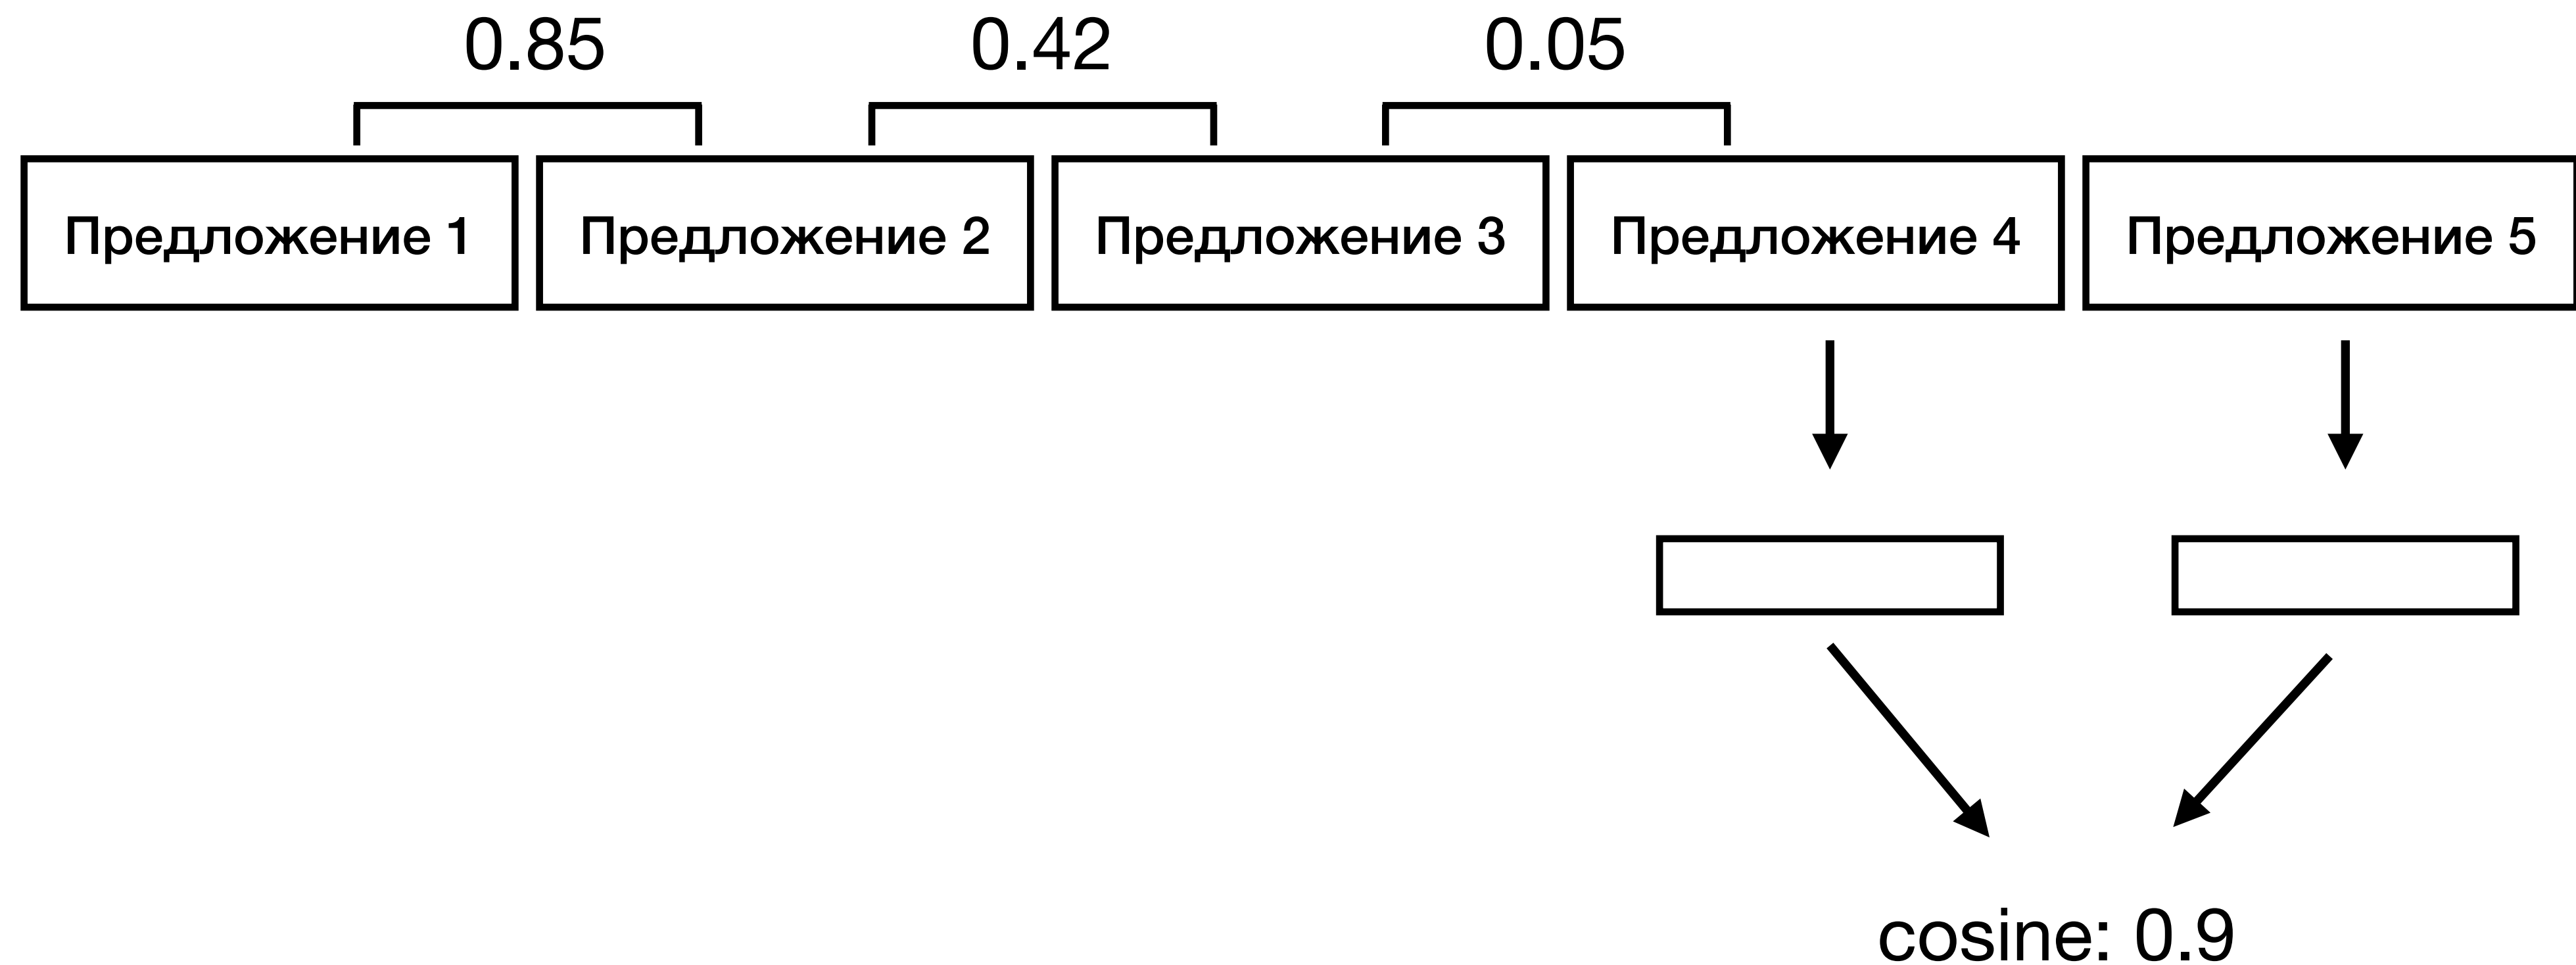 0.85 0.42 0.05
Предложение 1 Предложение 2 Предложение 3 Предложение 4 Предложение 5
cosine: 0.9